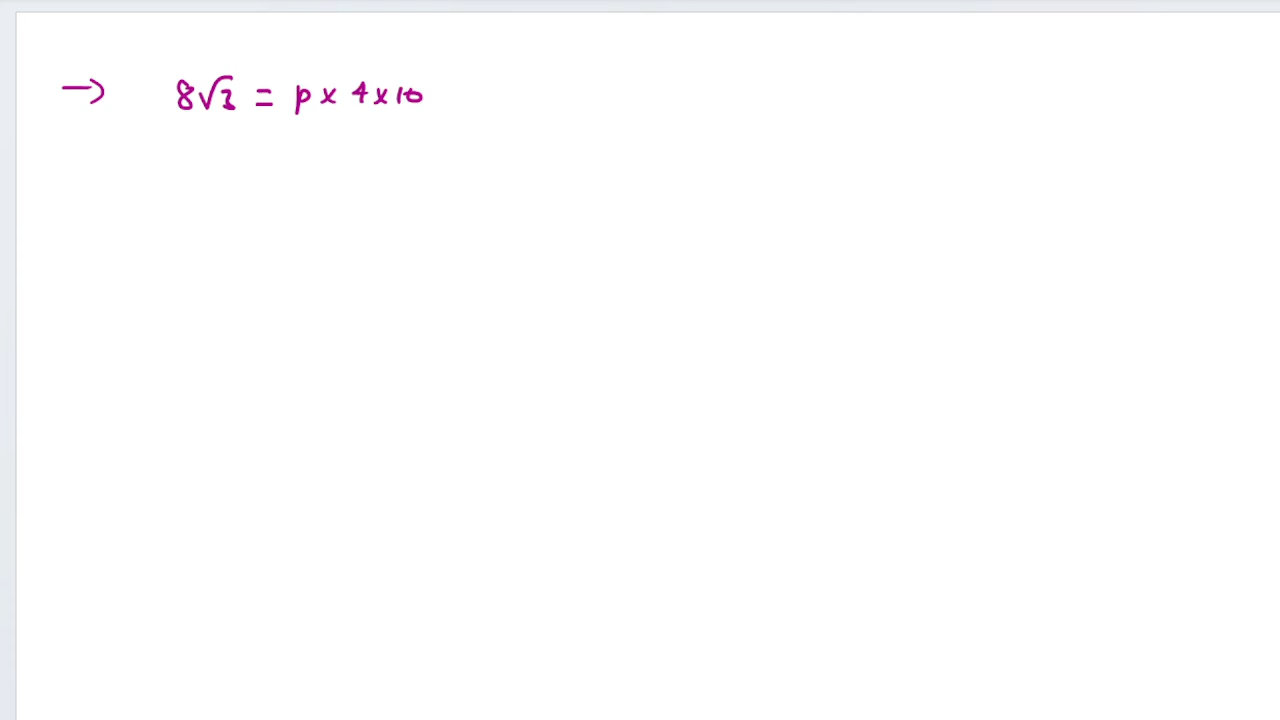 → 8√3 = p × 4 × 10